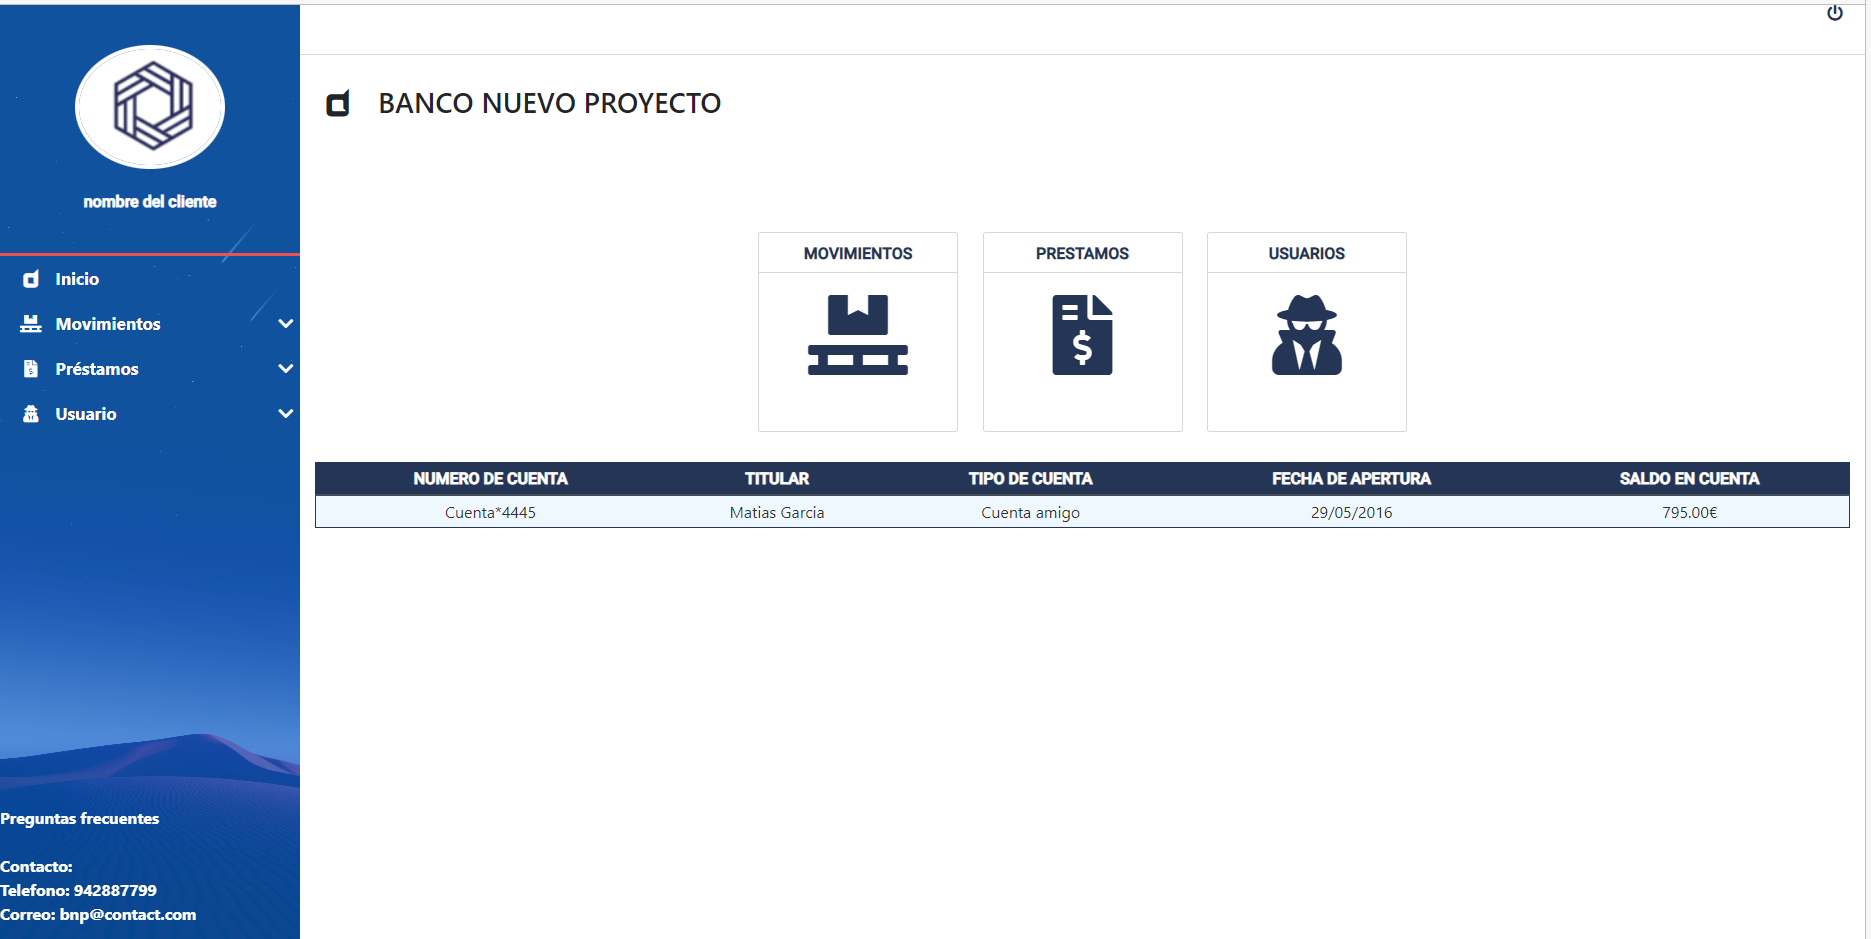 nombre del cliente
Inicio
Movimientos
Préstamos
Usuario
Preguntas frecuentes
Contacto:
Telefono: 942887799
Correo: bnp@contact.com
BANCO NUEVO PROYECTO
MOVIMIENTOS PRESTAMOS USUARIOS
$
NUMERO DE CUENTA TITULAR TIPO DE CUENTA FECHA DE APERTURA SALDO EN CUENTA
Cuenta*4445 Matias Garcia Cuenta amigo 29/05/2016 795.00€